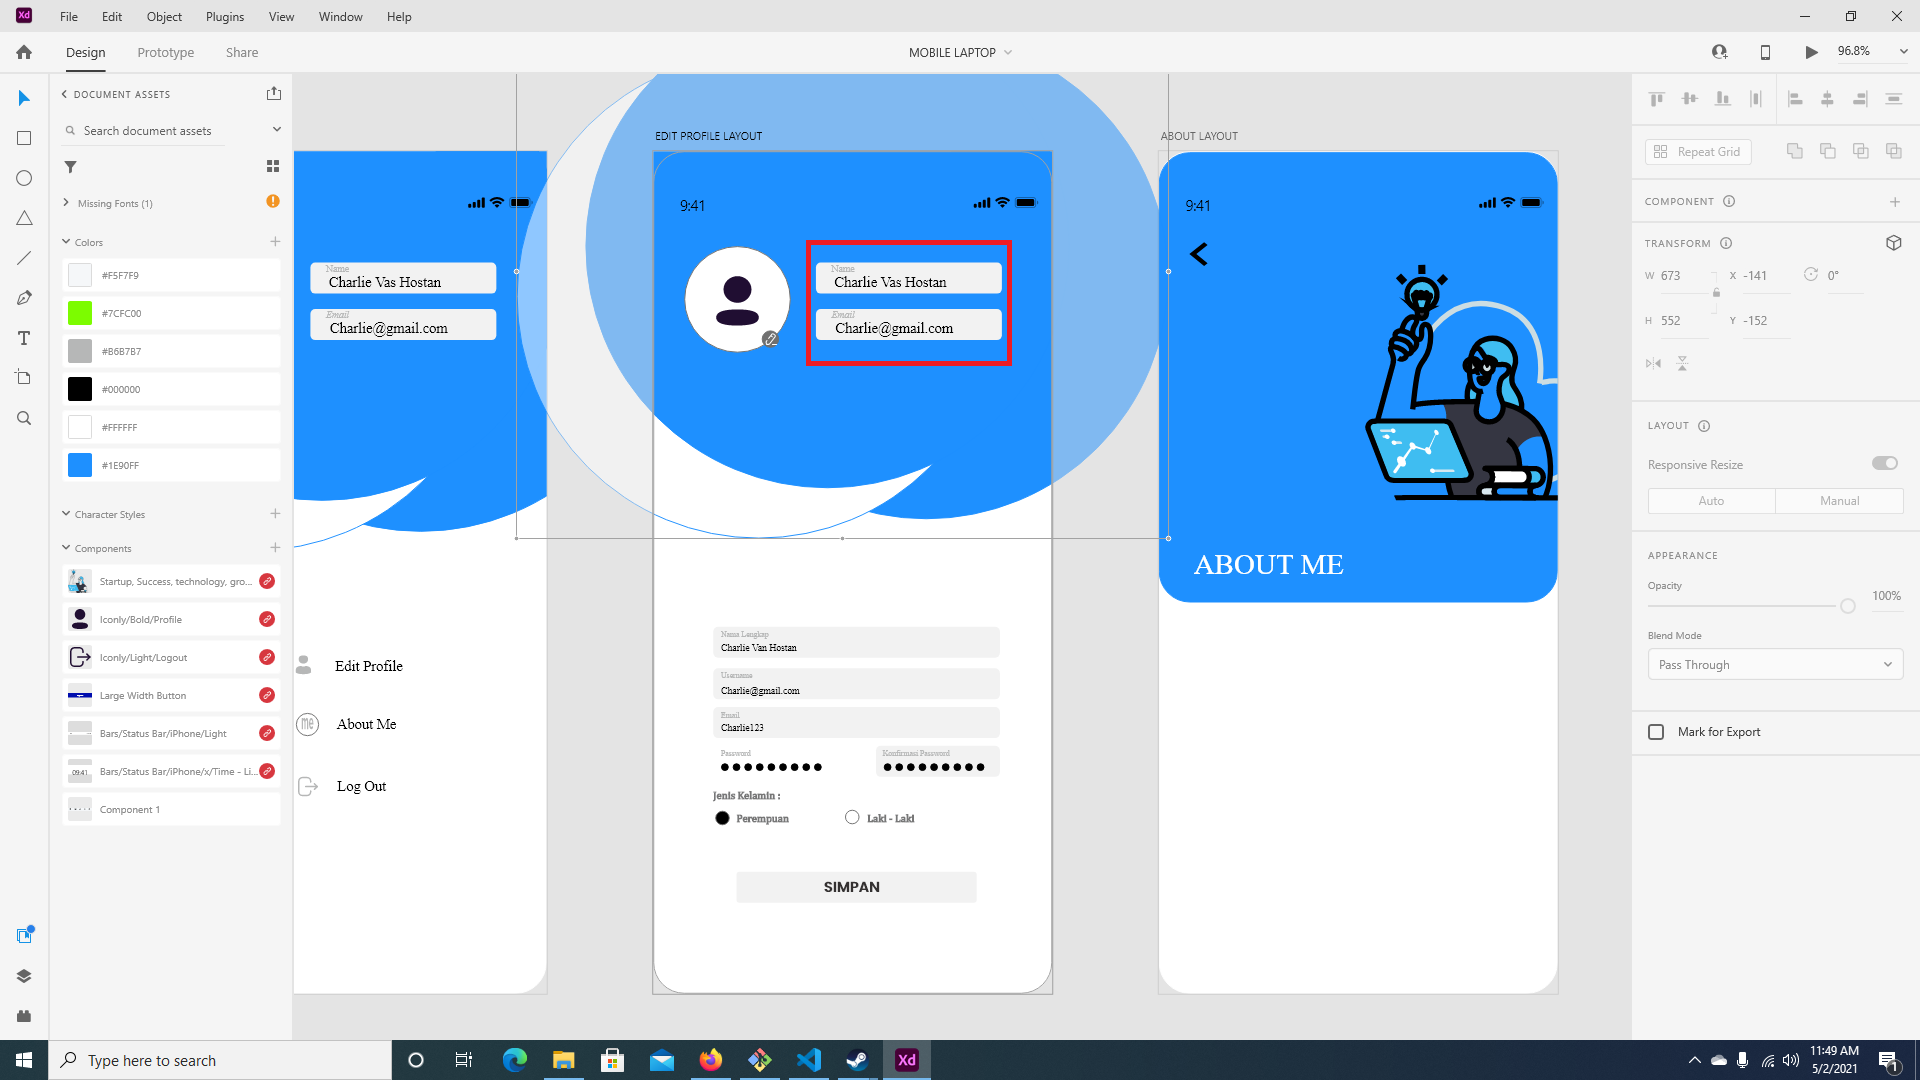 Xd File Edit Object Plugins View Window Help
Design Prototype Share MOBILE LAPTOP 96.8%
DOCUMENT ASSETS
Search document assets
Missing Fonts (1)
Colors
#F5F7F9
#7CFC00
#B6B7B7
#000000
#FFFFFF
#1E90FF
Character Styles
Components
Startup, Success, technology, gro...
Iconly/Bold/Profile
Iconly/Light/Logout
Large Width Button
Bars/Status Bar/iPhone/Light
09:41 Bars/Status Bar/iPhone/x/Time - Li...
Component 1
Name
Charlie Vas Hostan
Email
Charlie@gmail.com
Edit Profile
me About Me
Log Out
EDIT PROFILE LAYOUT
9:41
Name
Charlie Vas Hostan
Email
Charlie@gmail.com
Nama Lengkap
Charlie Van Hostan
Username
Charlie@gmail.com
Email
Charlie123
Password Konfirmasi Password
Jenis Kelamin :
Perempuan Laki - Laki
SIMPAN
ABOUT LAYOUT
9:41
ABOUT ME
Repeat Grid
COMPONENT
TRANSFORM
W 673 X -141 0°
H 552 Y -152
LAYOUT
Responsive Resize
Auto Manual
APPEARANCE
Opacity
100%
Blend Mode
Pass Through
Mark for Export
Type here to search
Xd
11:49 AM
5/2/2021
1